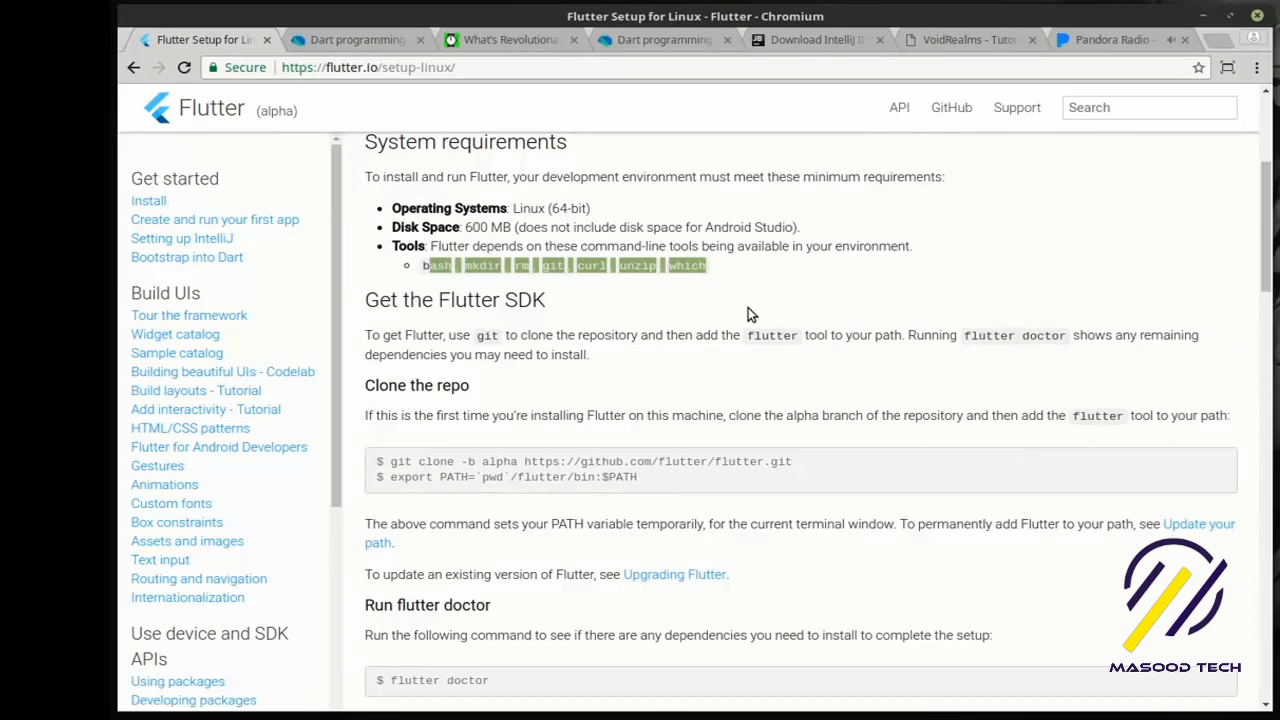 Flutter Setup for Linux - Flutter - Chromium
Flutter Setup for Lin
Dart programming
What's Revolutiona
Dart programming
Download IntelliJ I
VoidRealms - Tuto
Pandora Radio
Secure https://flutter.io/setup-linux/
Flutter (alpha)
API GitHub Support Search
Get started
Install
Create and run your first app
Setting up IntelliJ
Bootstrap into Dart
Build UIs
Tour the framework
Widget catalog
Sample catalog
Building beautiful UIs - Codelab
Build layouts - Tutorial
Add interactivity - Tutorial
HTML/CSS patterns
Flutter for Android Developers
Gestures
Animations
Custom fonts
Box constraints
Assets and images
Text input
Routing and navigation
Internationalization
Use device and SDK
APIs
Using packages
Developing packages
System requirements
To install and run Flutter, your development environment must meet these minimum requirements:
Operating Systems: Linux (64-bit)
Disk Space: 600 MB (does not include disk space for Android Studio).
Tools: Flutter depends on these command-line tools being available in your environment.
bash, mkdir, rm, git, curl, unzip, which
Get the Flutter SDK
To get Flutter, use git to clone the repository and then add the flutter tool to your path. Running flutter doctor shows any remaining
dependencies you may need to install.
Clone the repo
If this is the first time you're installing Flutter on this machine, clone the alpha branch of the repository and then add the flutter tool to your path:
$ git clone -b alpha https://github.com/flutter/flutter.git
$ export PATH=`pwd`/flutter/bin:$PATH
The above command sets your PATH variable temporarily, for the current terminal window. To permanently add Flutter to your path, see Update your
path.
To update an existing version of Flutter, see Upgrading Flutter.
Run flutter doctor
Run the following command to see if there are any dependencies you need to install to complete the setup:
$ flutter doctor
MASOOD TECH